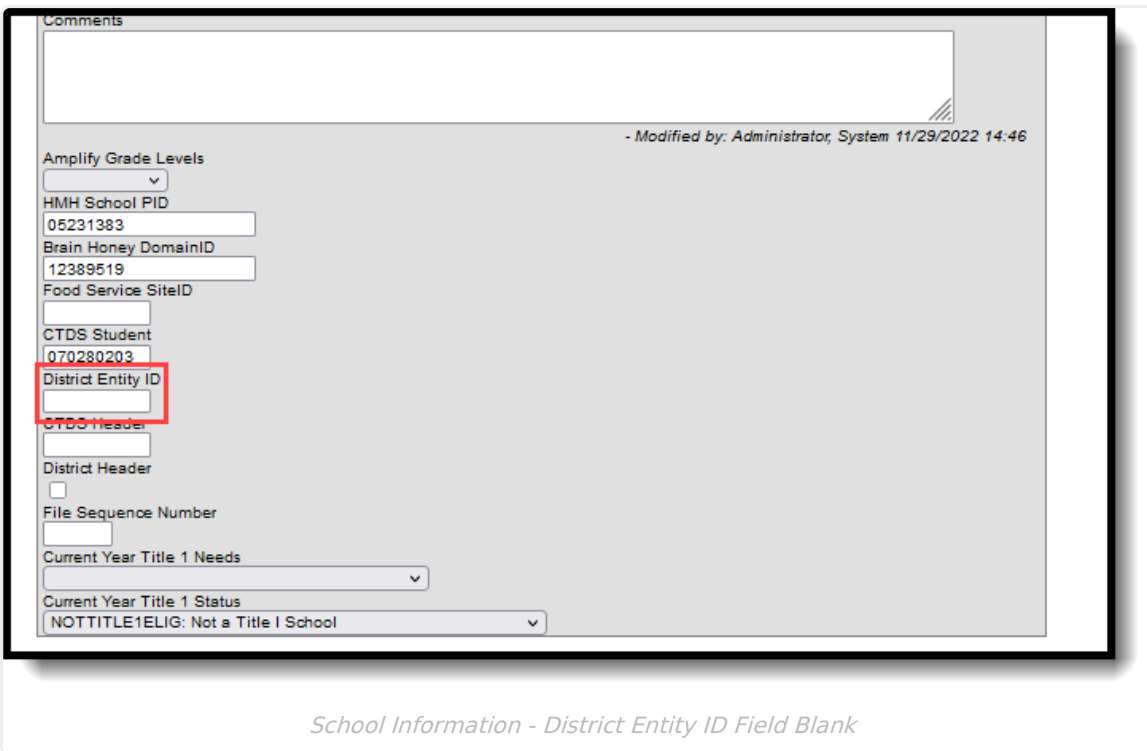 Comments
- Modified by: Administrator, System 11/29/2022 14:46
Amplify Grade Levels
HMH School PID
05231383
Brain Honey DomainID
12389519
Food Service SiteID
CTDS Student
070280203
District Entity ID
CTDS Header
District Header
File Sequence Number
Current Year Title 1 Needs
Current Year Title 1 Status
NOTTITLE1ELIG: Not a Title I School
School Information - District Entity ID Field Blank